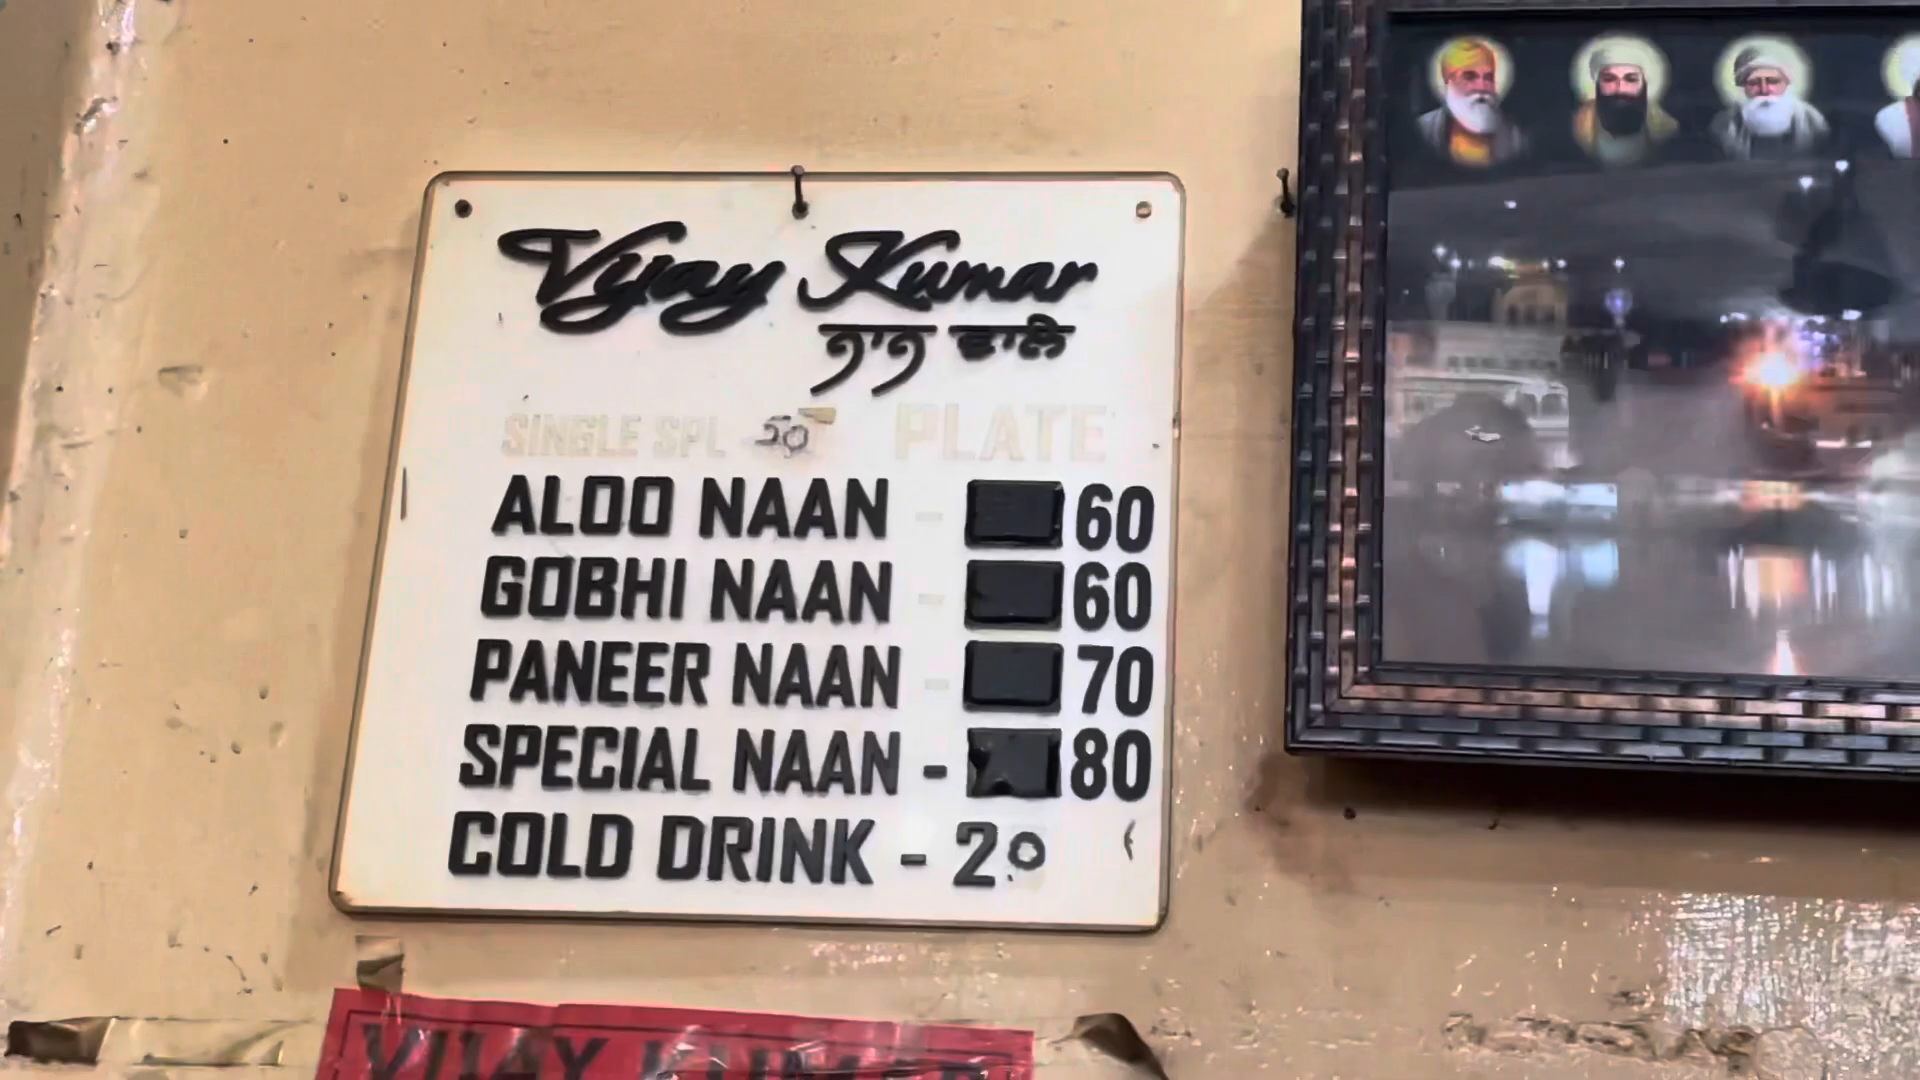 Vijay Kumar
ਨਾਨ ਵਾਲੇ
SINGLE SPL 50 PLATE
ALOO NAAN - 60
GOBHI NAAN - 60
PANEER NAAN - 70
SPECIAL NAAN - 80
COLD DRINK - 20
VIJAY KUMAR